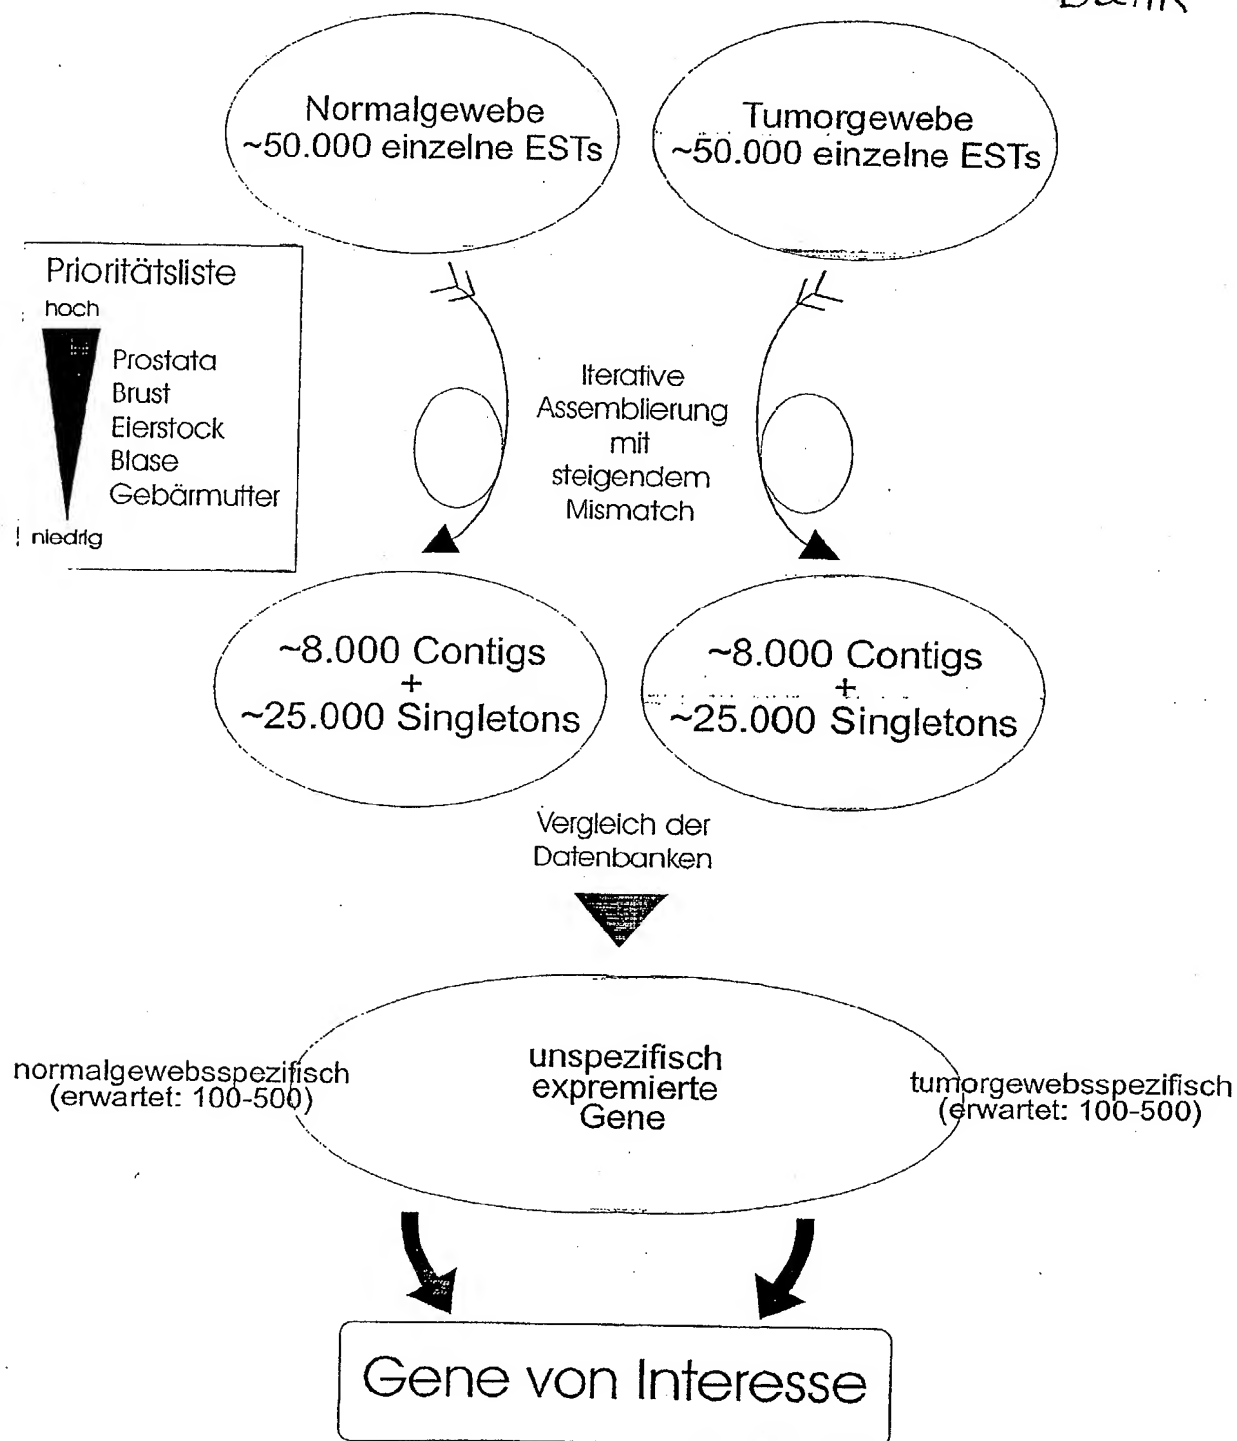 Normalgewebe
~50.000 einzelne ESTs
Tumorgewebe
~50.000 einzelne ESTs
Prioritätsliste
hoch
Prostata
Brust
Eierstock
Blase
Gebärmutter
niedrig
Iterative
Assemblierung
mit
steigendem
Mismatch
~8.000 Contigs
+
~25.000 Singletons
~8.000 Contigs
+
~25.000 Singletons
Vergleich der
Datenbanken
normalgewebsspezifisch
(erwartet: 100-500)
unspezifisch
expremierte
Gene
tumorgewebsspezifisch
(erwartet: 100-500)
Gene von Interesse